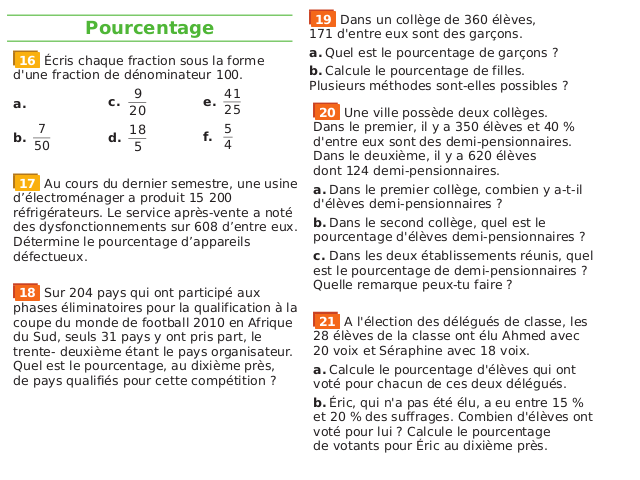 Pourcentage
16 Écris chaque fraction sous la forme
d'une fraction de dénominateur 100.
a.
c. 9/20
e. 41/25
b. 7/50
d. 18/5
f. 5/4
17 Au cours du dernier semestre, une usine
d’électroménager a produit 15 200
réfrigérateurs. Le service après-vente a noté
des dysfonctionnements sur 608 d’entre eux.
Détermine le pourcentage d’appareils
défectueux.
18 Sur 204 pays qui ont participé aux
phases éliminatoires pour la qualification à la
coupe du monde de football 2010 en Afrique
du Sud, seuls 31 pays y ont pris part, le
trente- deuxième étant le pays organisateur.
Quel est le pourcentage, au dixième près,
de pays qualifiés pour cette compétition ?
19 Dans un collège de 360 élèves,
171 d'entre eux sont des garçons.
a. Quel est le pourcentage de garçons ?
b. Calcule le pourcentage de filles.
Plusieurs méthodes sont-elles possibles ?
20 Une ville possède deux collèges.
Dans le premier, il y a 350 élèves et 40 %
d'entre eux sont des demi-pensionnaires.
Dans le deuxième, il y a 620 élèves
dont 124 demi-pensionnaires.
a. Dans le premier collège, combien y a-t-il
d'élèves demi-pensionnaires ?
b. Dans le second collège, quel est le
pourcentage d'élèves demi-pensionnaires ?
c. Dans les deux établissements réunis, quel
est le pourcentage de demi-pensionnaires ?
Quelle remarque peux-tu faire ?
21 A l'élection des délégués de classe, les
28 élèves de la classe ont élu Ahmed avec
20 voix et Séraphine avec 18 voix.
a. Calcule le pourcentage d'élèves qui ont
voté pour chacun de ces deux délégués.
b. Éric, qui n'a pas été élu, a eu entre 15 %
et 20 % des suffrages. Combien d'élèves ont
voté pour lui ? Calcule le pourcentage
de votants pour Éric au dixième près.